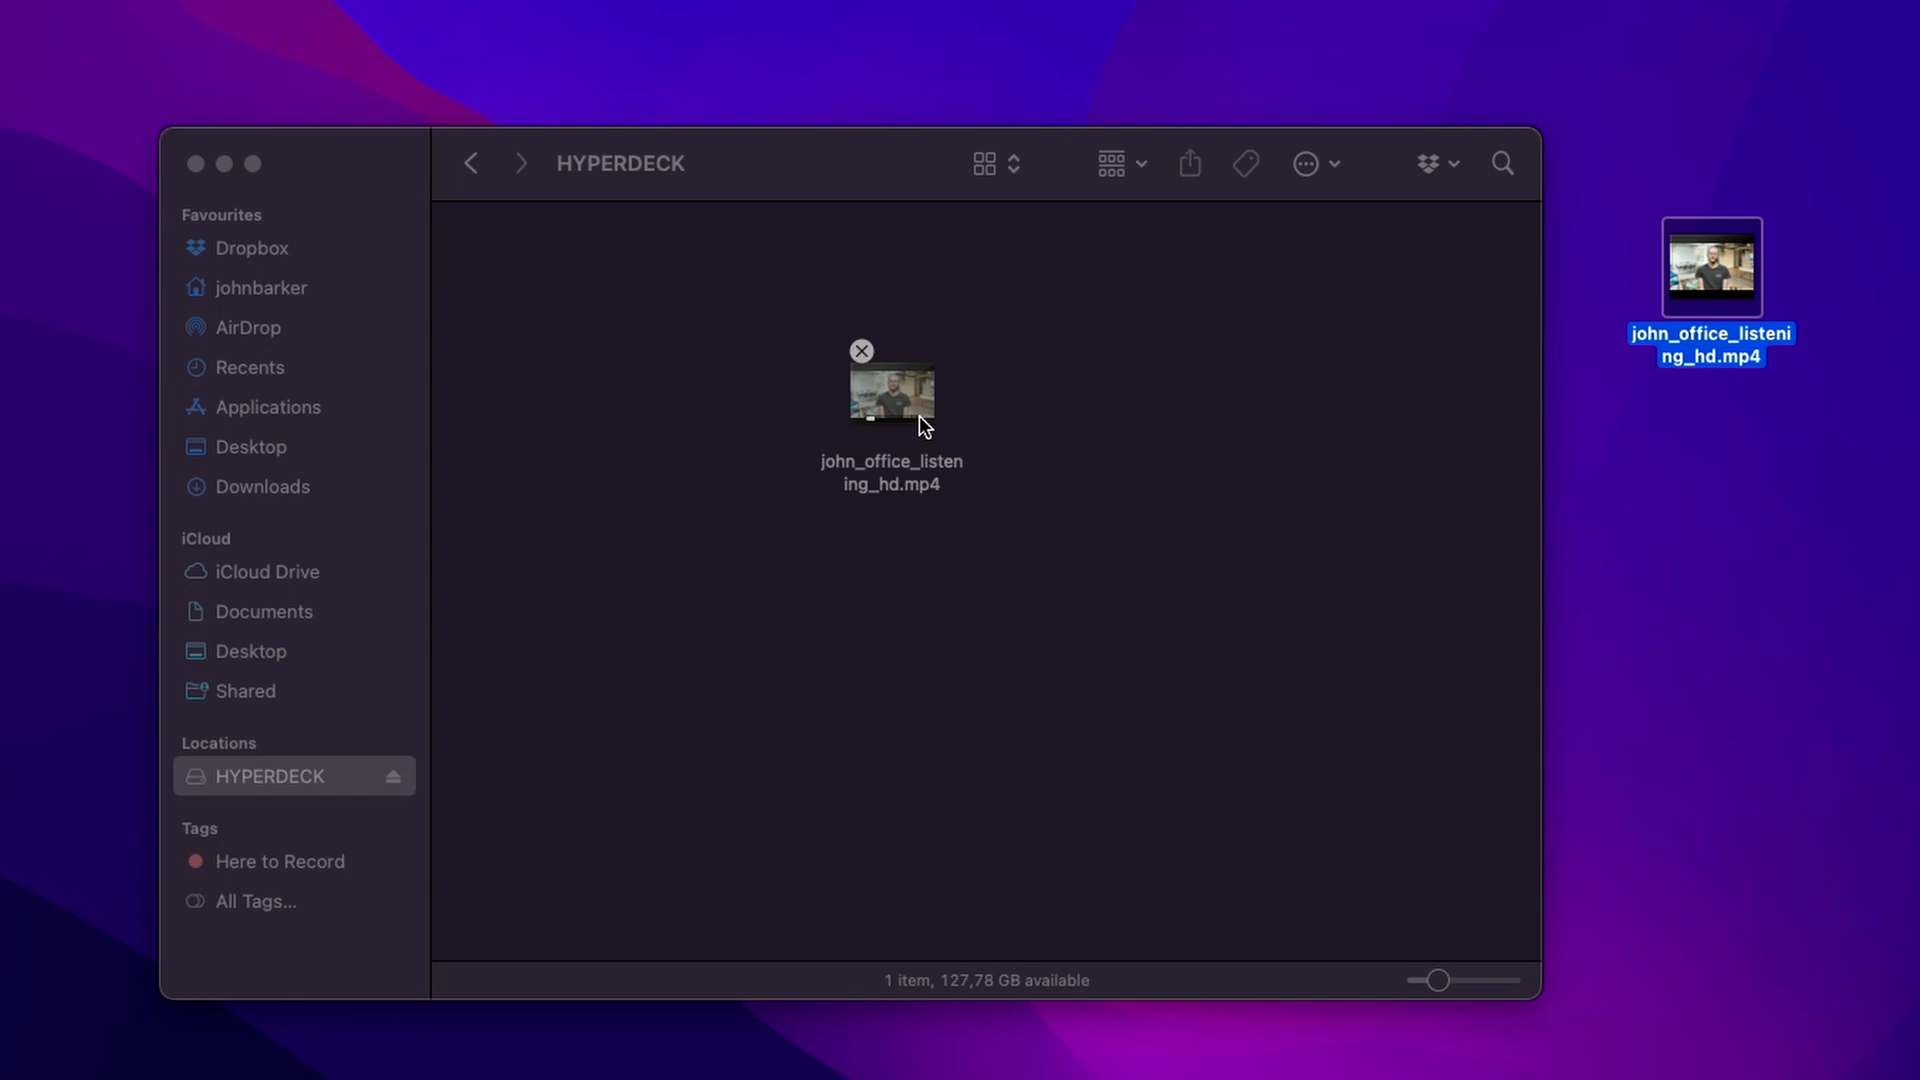 HYPERDECK
Favourites
Dropbox
johnbarker
AirDrop
Recents
Applications
Desktop
Downloads
iCloud
iCloud Drive
Documents
Desktop
Shared
Locations
HYPERDECK
Tags
Here to Record
All Tags...
john_office_listen
ing_hd.mp4
1 item, 127,78 GB available
john_office_listeni
ng_hd.mp4